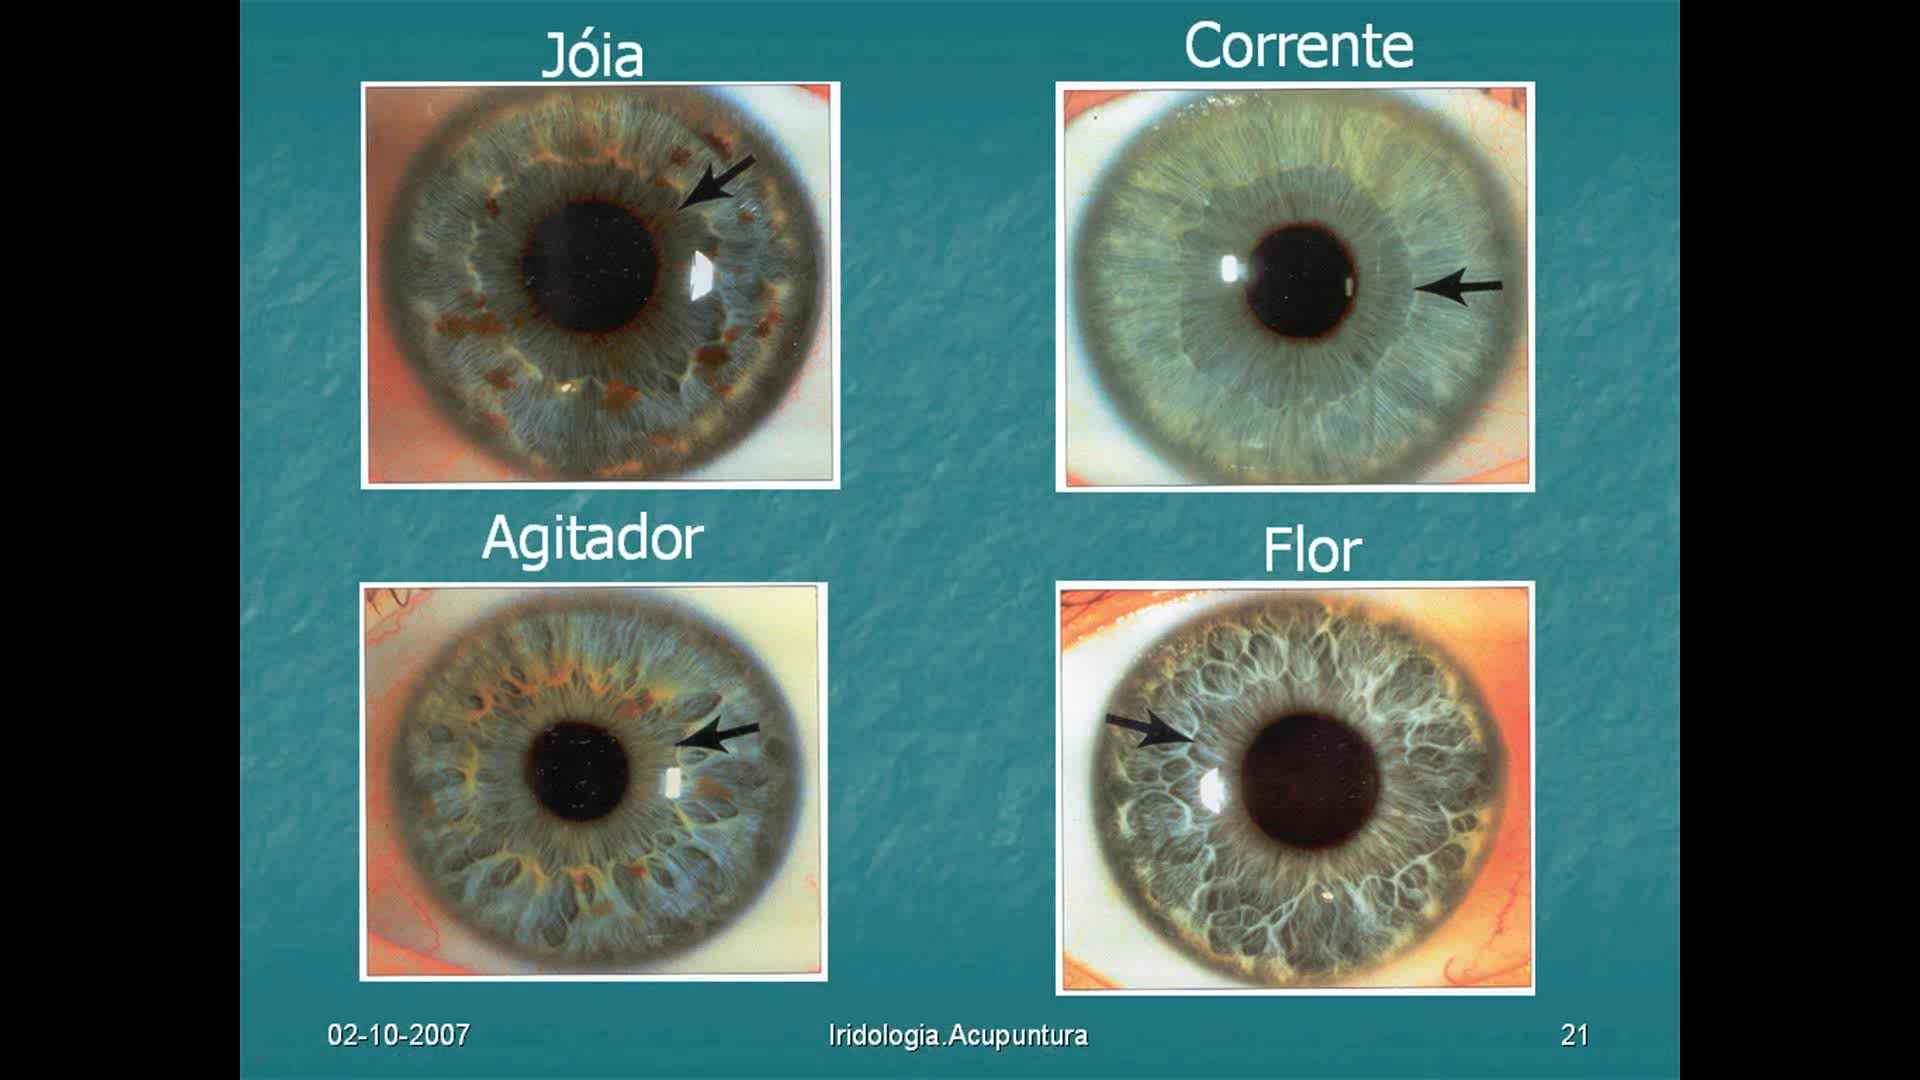 Jóia
Corrente
Agitador
Flor
02-10-2007
Iridologia.Acupuntura
21